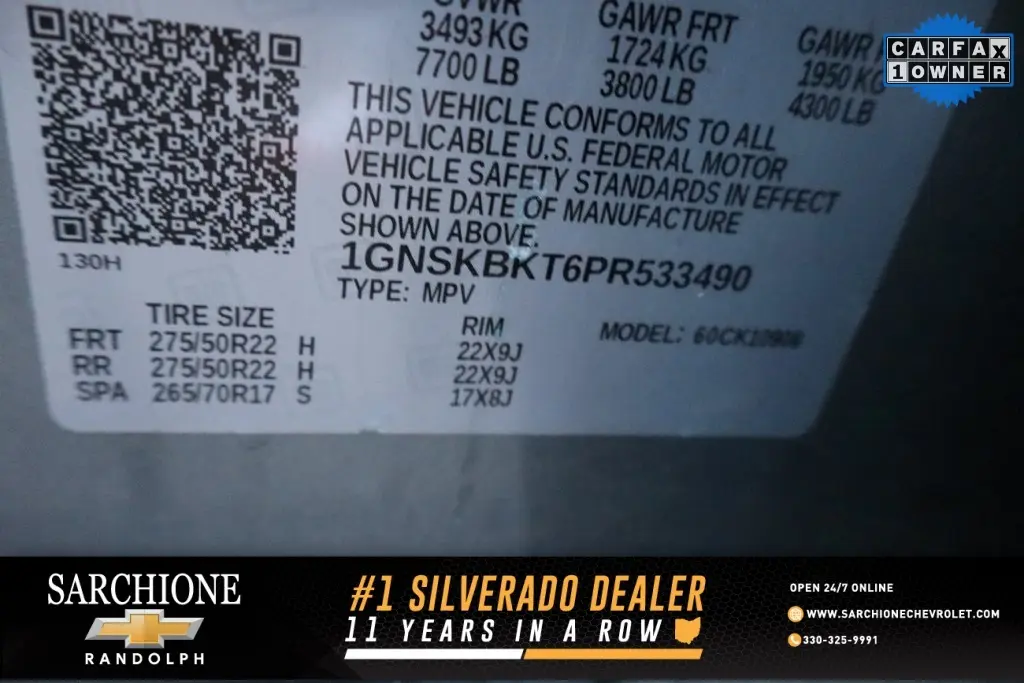 GVWR
3493 KG
7700 LB
GAWR FRT
1724 KG
3800 LB
GAWR
1950 KG
4300 LB
CARFAX
1 OWNER
THIS VEHICLE CONFORMS TO ALL
APPLICABLE U.S. FEDERAL MOTOR
VEHICLE SAFETY STANDARDS IN EFFECT
ON THE DATE OF MANUFACTURE
SHOWN ABOVE.
1GNSKBKT6PR533490
TYPE: MPV
130H
TIRE SIZE RIM MODEL: 60CK10906
FRT 275/50R22 H 22X9J
RR 275/50R22 H 22X9J
SPA 265/70R17 S 17X8J
SARCHIONE
RANDOLPH
#1 SILVERADO DEALER
11 YEARS IN A ROW
OPEN 24/7 ONLINE
WWW.SARCHIONECHEVROLET.COM
330-325-9991